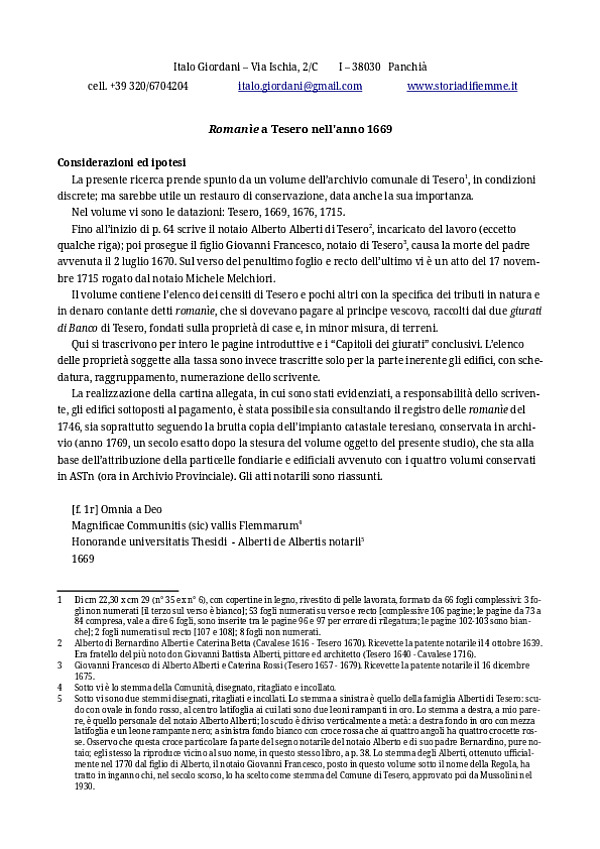 Italo Giordani – Via Ischia, 2/C I – 38030 Panchià
cell. +39 320/6704204 italo.giordani@gmail.com www.storiadifiemme.it
Romanìe a Tesero nell'anno 1669
Considerazioni ed ipotesi
La presente ricerca prende spunto da un volume dell'archivio comunale di Tesero1, in condizioni
discrete; ma sarebbe utile un restauro di conservazione, data anche la sua importanza.
Nel volume vi sono le datazioni: Tesero, 1669, 1676, 1715.
Fino all'inizio di p. 64 scrive il notaio Alberto Alberti di Tesero2, incaricato del lavoro (eccetto
qualche riga); poi prosegue il figlio Giovanni Francesco, notaio di Tesero3, causa la morte del padre
avvenuta il 2 luglio 1670. Sul verso del penultimo foglio e recto dell'ultimo vi è un atto del 17 novem-
bre 1715 rogato dal notaio Michele Melchiori.
Il volume contiene l'elenco dei censiti di Tesero e pochi altri con la specifica dei tributi in natura e
in denaro contante detti romanìe, che si dovevano pagare al principe vescovo, raccolti dai due giurati
di Banco di Tesero, fondati sulla proprietà di case e, in minor misura, di terreni.
Qui si trascrivono per intero le pagine introduttive e i “Capitoli dei giurati” conclusivi. L'elenco
delle proprietà soggette alla tassa sono invece trascritte solo per la parte inerente gli edifici, con sche-
datura, raggruppamento, numerazione dello scrivente.
La realizzazione della cartina allegata, in cui sono stati evidenziati, a responsabilità dello scriven-
te, gli edifici sottoposti al pagamento, è stata possibile sia consultando il registro delle romanìe del
1746, sia soprattutto seguendo la brutta copia dell'impianto catastale teresiano, conservata in archi-
vio (anno 1769, un secolo esatto dopo la stesura del volume oggetto del presente studio), che sta alla
base dell'attribuzione della particelle fondiarie e edificiali avvenuto con i quattro volumi conservati
in ASTn (ora in Archivio Provinciale). Gli atti notarili sono riassunti.
[f. 1r] Omnia a Deo
Magnificae Communitis (sic) vallis Flemmarum4
Honorande universitatis Thesidi - Alberti de Albertis notarii5
1669
1 Di cm 22,30 x cm 29 (n° 35 ex n° 6), con copertine in legno, rivestito di pelle lavorata, formato da 66 fogli complessivi: 3 fo-
gli non numerati [il terzo sul verso è bianco]; 53 fogli numerati su verso e recto [complessive 106 pagine; le pagine da 73 a
84 compresa, vale a dire 6 fogli, sono inserite tra le pagine 96 e 97 per errore di rilegatura; le pagine 102-103 sono bian-
che]; 2 fogli numerati sul recto [107 e 108]; 8 fogli non numerati.
2 Alberto di Bernardino Alberti e Caterina Betta (Cavalese 1616 - Tesero 1670). Ricevette la patente notarile il 4 ottobre 1639.
Era fratello del più noto don Giovanni Battista Alberti, pittore ed architetto (Tesero 1640 - Cavalese 1716).
3 Giovanni Francesco di Alberto Alberti e Caterina Rossi (Tesero 1657 - 1679). Ricevette la patente notarile il 16 dicembre
1675.
4 Sotto vi è lo stemma della Comunità, disegnato, ritagliato e incollato.
5 Sotto vi sono due stemmi disegnati, ritagliati e incollati. Lo stemma a sinistra è quello della famiglia Alberti di Tesero: scu-
do con ovale in fondo rosso, al centro latifoglia ai cui lati sono due leoni rampanti in oro. Lo stemma a destra, a mio pare-
re, è quello personale del notaio Alberto Alberti; lo scudo è diviso verticalmente a metà: a destra fondo in oro con mezza
latifoglia e un leone rampante nero; a sinistra fondo bianco con croce rossa che ai quattro angoli ha quattro crocette ros-
se. Osservo che questa croce particolare fa parte del segno notarile del notaio Alberto e di suo padre Bernardino, pure no-
taio; egli stesso la riproduce vicino al suo nome, in questo stesso libro, a p. 38. Lo stemma degli Alberti, ottenuto ufficial-
mente nel 1770 dal figlio di Alberto, il notaio Giovanni Francesco, posto in questo volume sotto il nome della Regola, ha
tratto in inganno chi, nel secolo scorso, lo ha scelto come stemma del Comune di Tesero, approvato poi da Mussolini nel
1930.